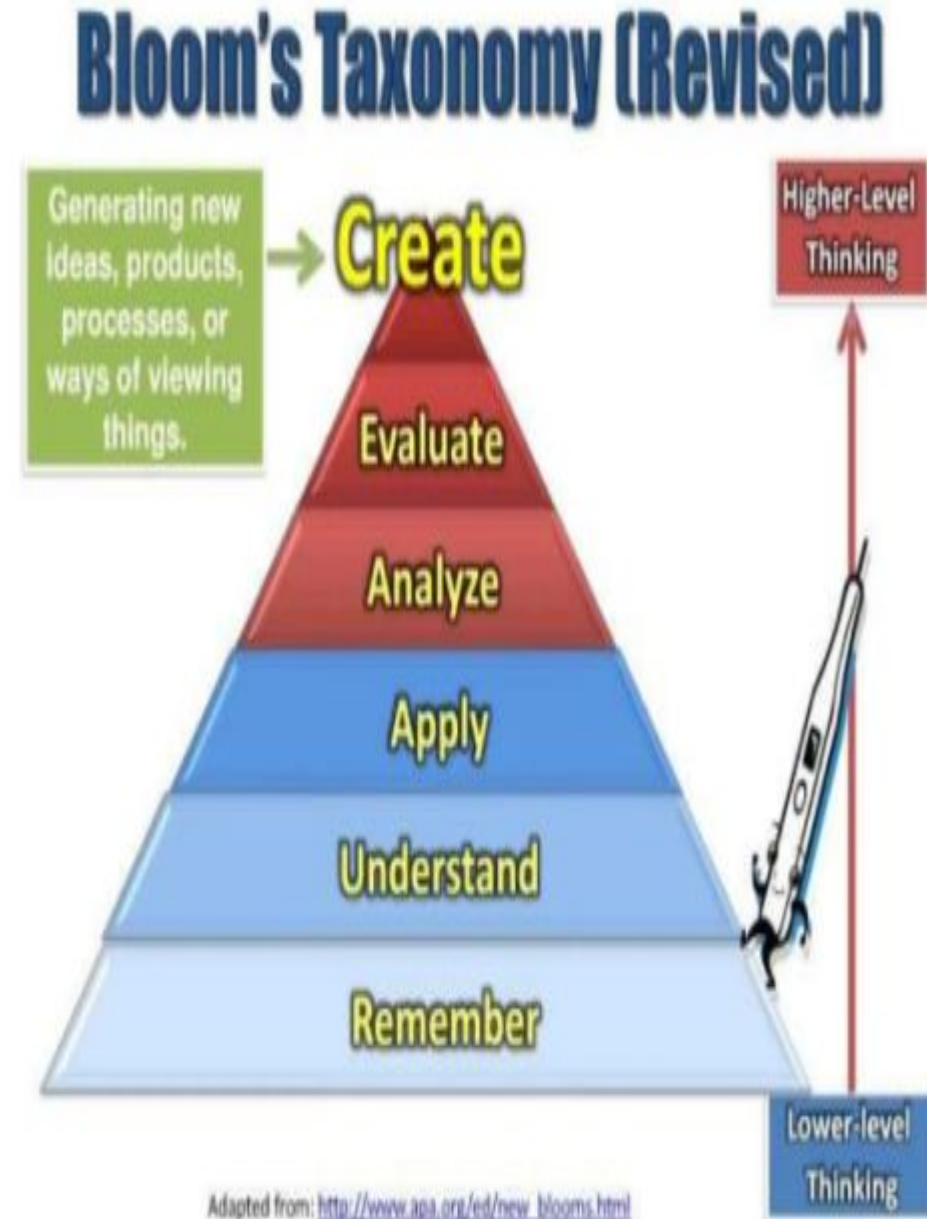 Bloom's Taxonomy (Revised)
Generating new
ideas, products,
processes, or
ways of viewing
things.
Create
Higher-Level
Thinking
Evaluate
Analyze
Apply
Understand
Remember
Lower-level
Thinking
Adapted from: http://www.apa.org/ed/new_blooms.html